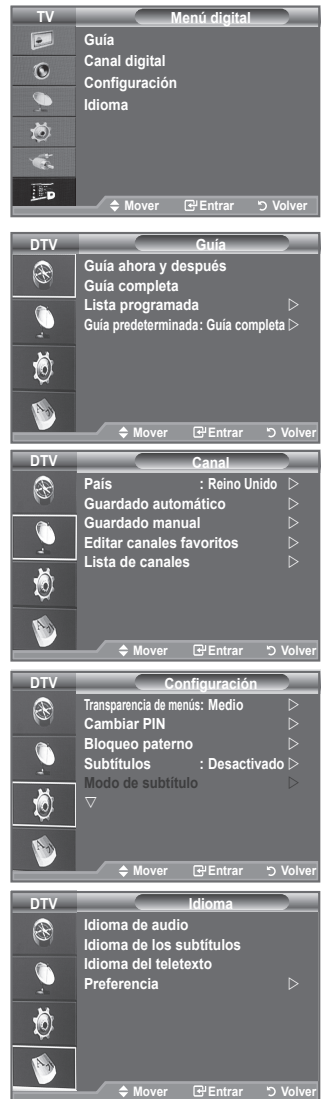 TV Menú digital
Guía
Canal digital
Configuración
Idioma
Mover Entrar Volver
DTV Guía
Guía ahora y después
Guía completa
Lista programada
Guía predeterminada: Guía completa
Mover Entrar Volver
DTV Canal
País : Reino Unido
Guardado automático
Guardado manual
Editar canales favoritos
Lista de canales
Mover Entrar Volver
DTV Configuración
Transparencia de menús: Medio
Cambiar PIN
Bloqueo paterno
Subtítulos : Desactivado
Modo de subtítulo
Mover Entrar Volver
DTV Idioma
Idioma de audio
Idioma de los subtítulos
Idioma del teletexto
Preferencia
Mover Entrar Volver